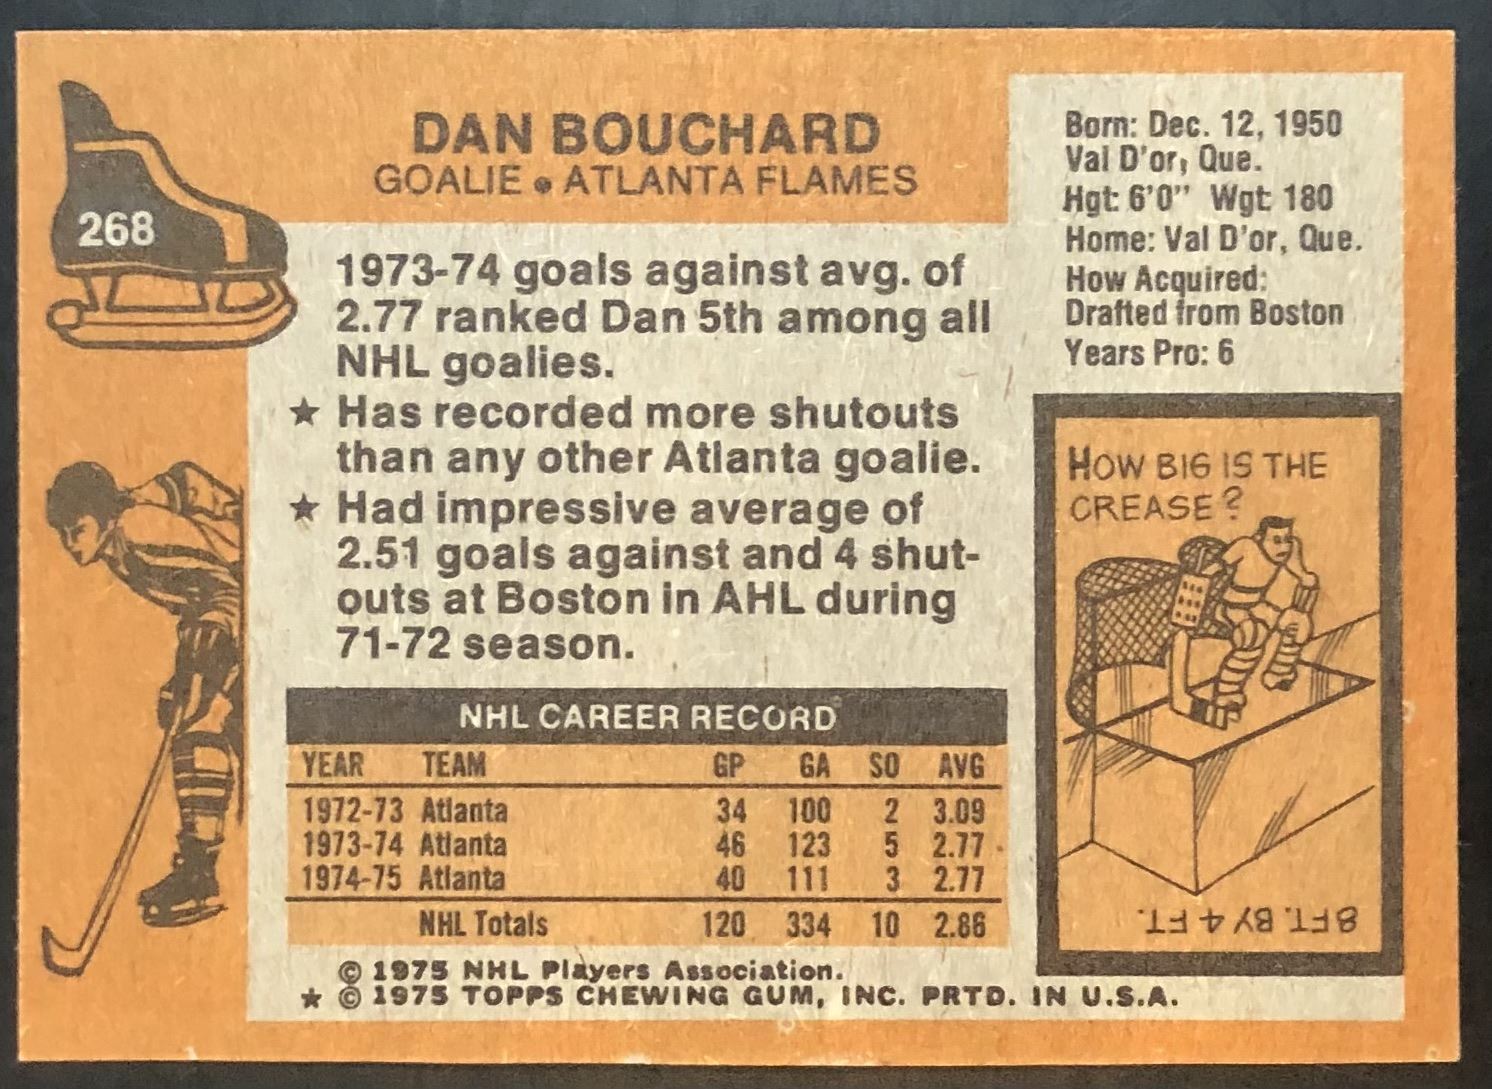 268
DAN BOUCHARD
GOALIE • ATLANTA FLAMES
Born: Dec. 12, 1950
Val D'or, Que.
Hgt: 6'0" Wgt: 180
Home: Val D'or, Que.
How Acquired:
Drafted from Boston
Years Pro: 6
1973-74 goals against avg. of
2.77 ranked Dan 5th among all
NHL goalies.
★ Has recorded more shutouts
than any other Atlanta goalie.
★ Had impressive average of
2.51 goals against and 4 shut-
outs at Boston in AHL during
71-72 season.
HOW BIG IS THE
CREASE?
8 FT. BY 4 FT.
NHL CAREER RECORD
YEAR TEAM GP GA SO AVG
1972-73 Atlanta 34 100 2 3.09
1973-74 Atlanta 46 123 5 2.77
1974-75 Atlanta 40 111 3 2.77
NHL Totals 120 334 10 2.86
© 1975 NHL Players Association.
★ © 1975 TOPPS CHEWING GUM, INC. PRTD. IN U.S.A.